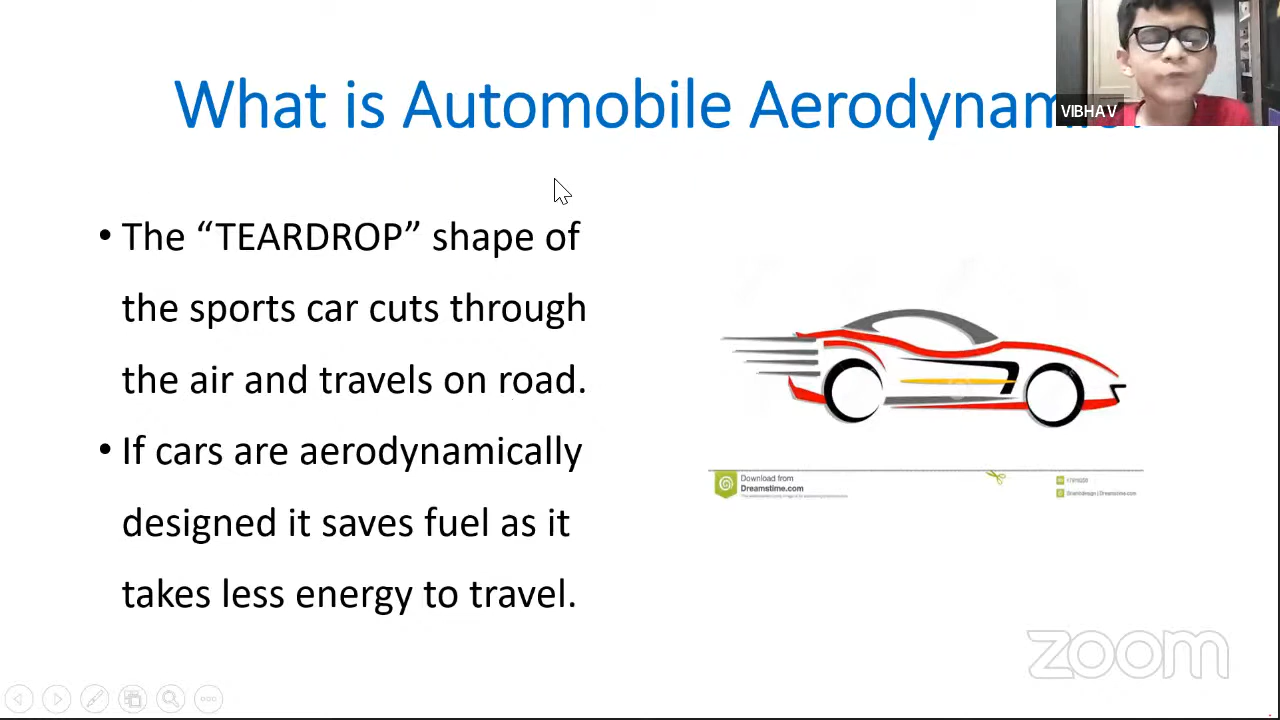 What is Automobile Aerodynamic
VIBHAV
• The “TEARDROP” shape of
the sports car cuts through
the air and travels on road.
• If cars are aerodynamically
designed it saves fuel as it
takes less energy to travel.
Download from
Dreamstime.com
zoom